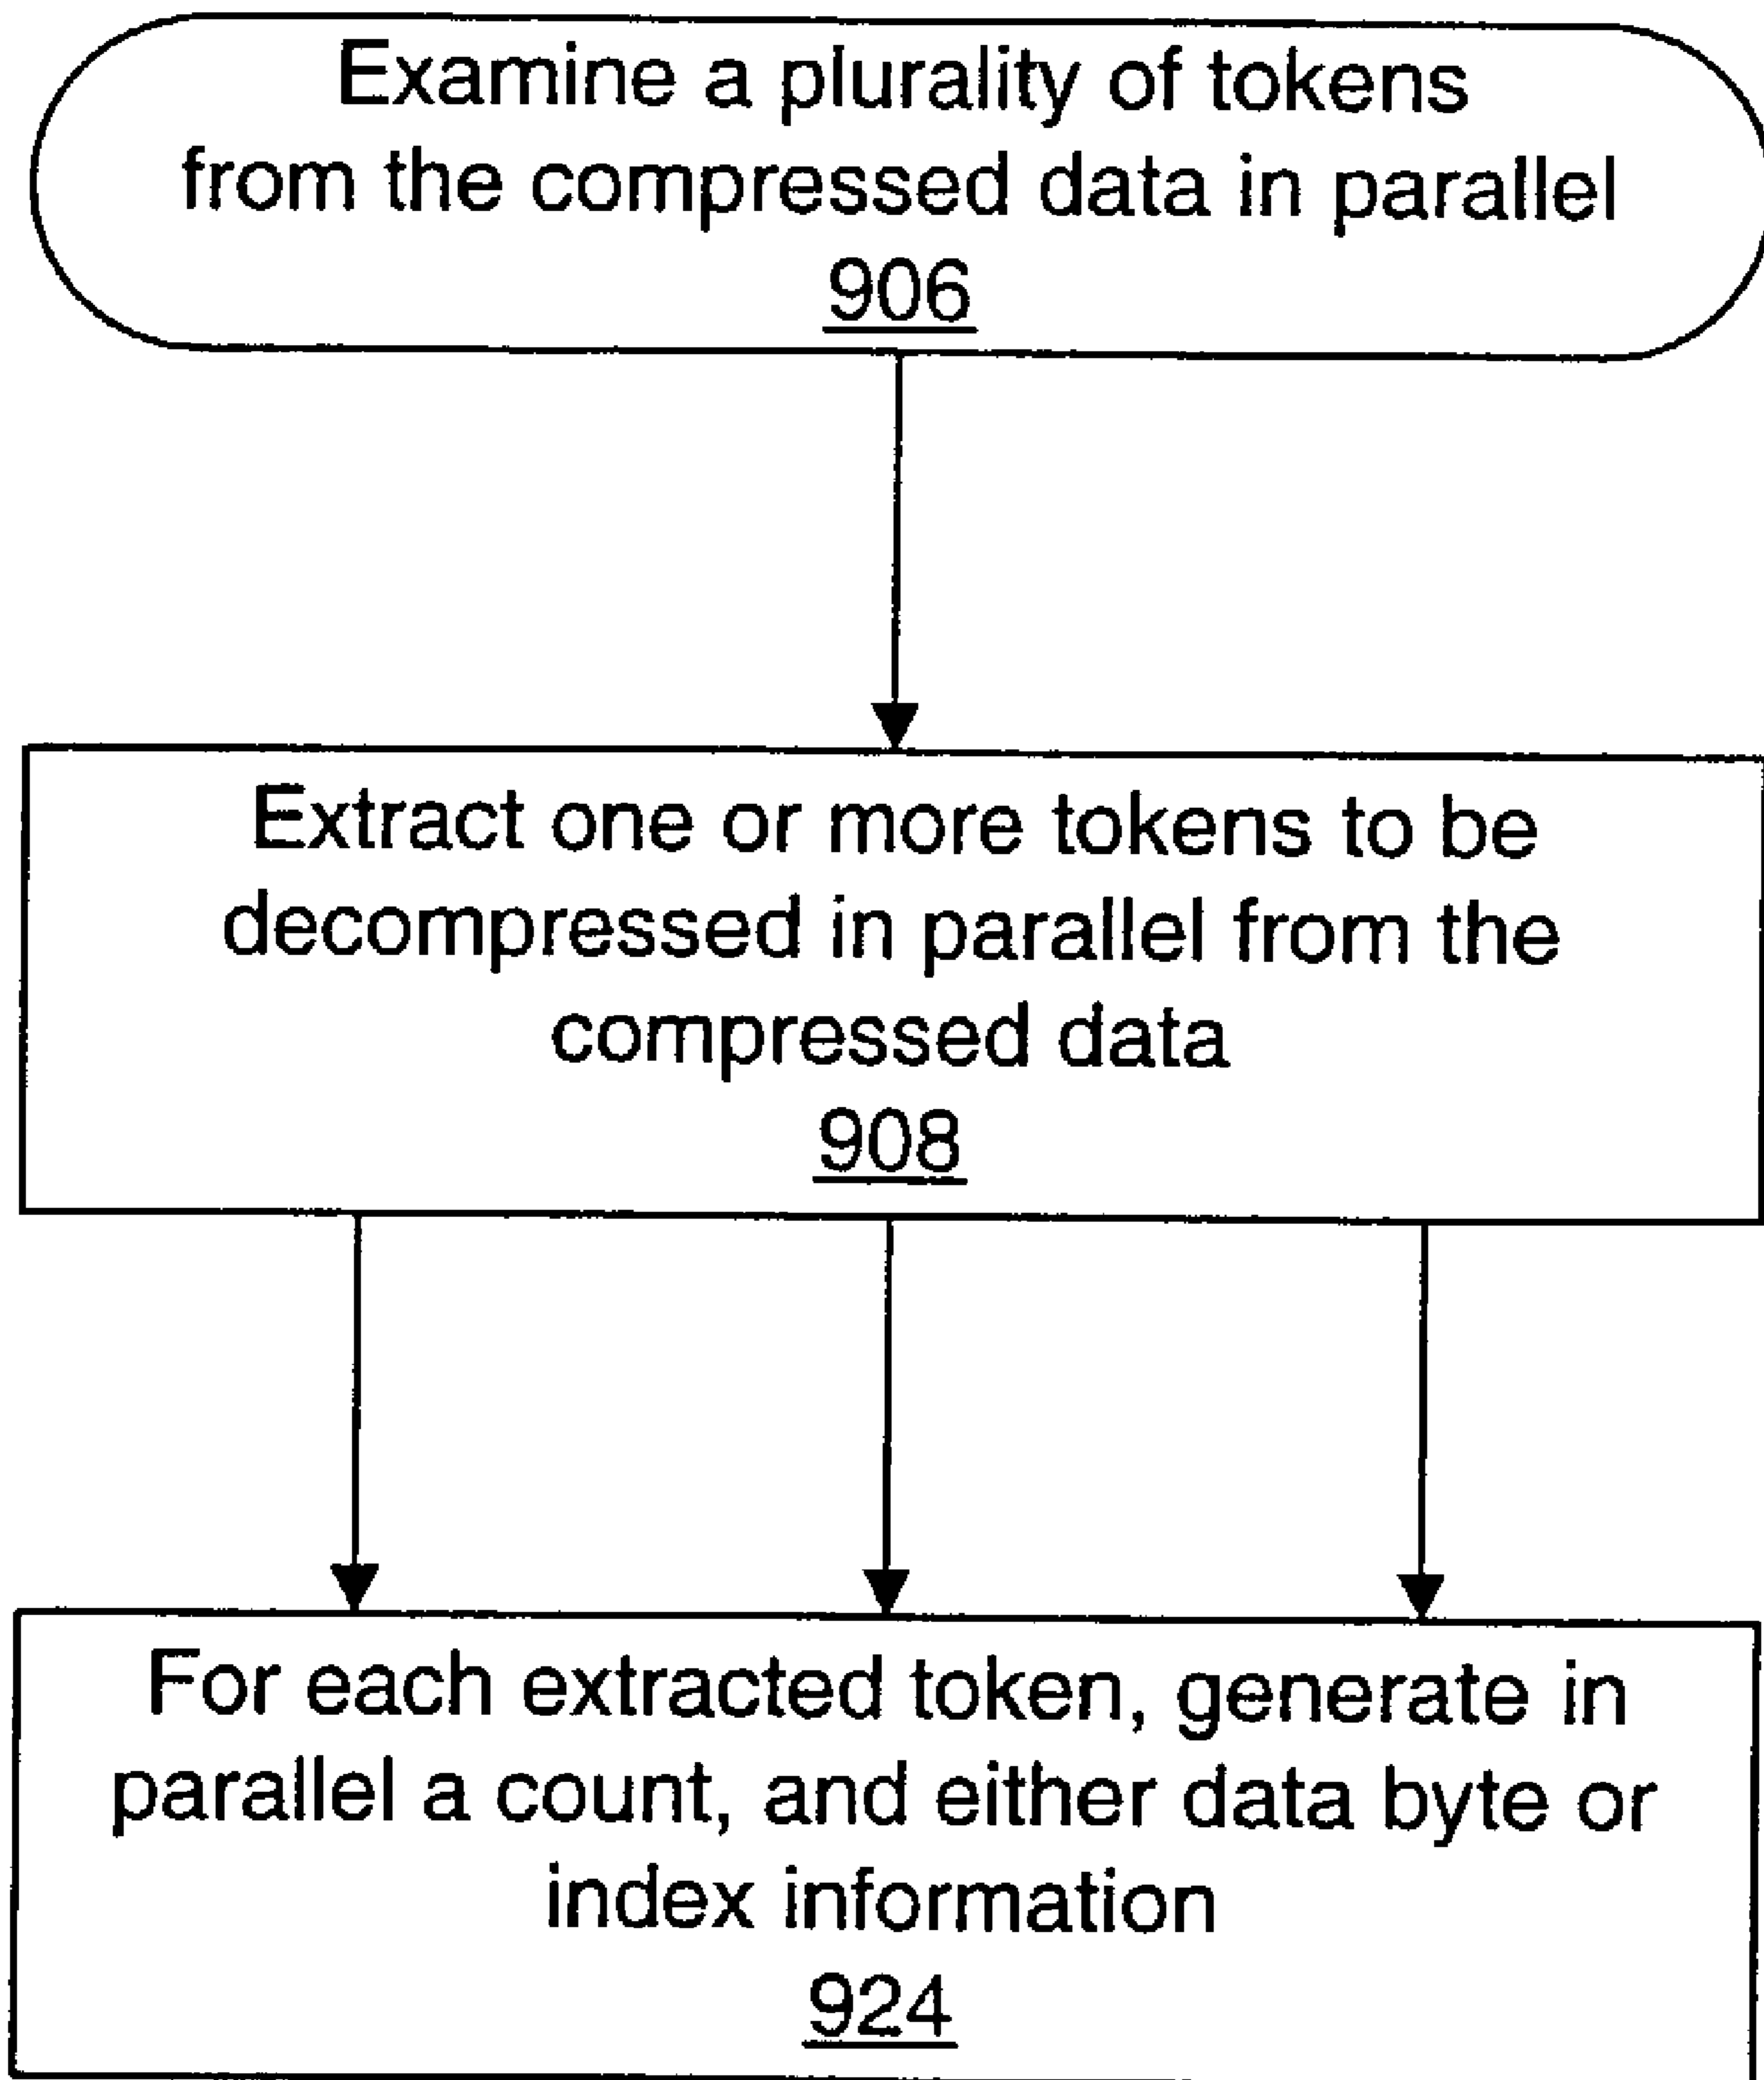 Examine a plurality of tokens
from the compressed data in parallel
906
Extract one or more tokens to be
decompressed in parallel from the
compressed data
908
For each extracted token, generate in
parallel a count, and either data byte or
index information
924